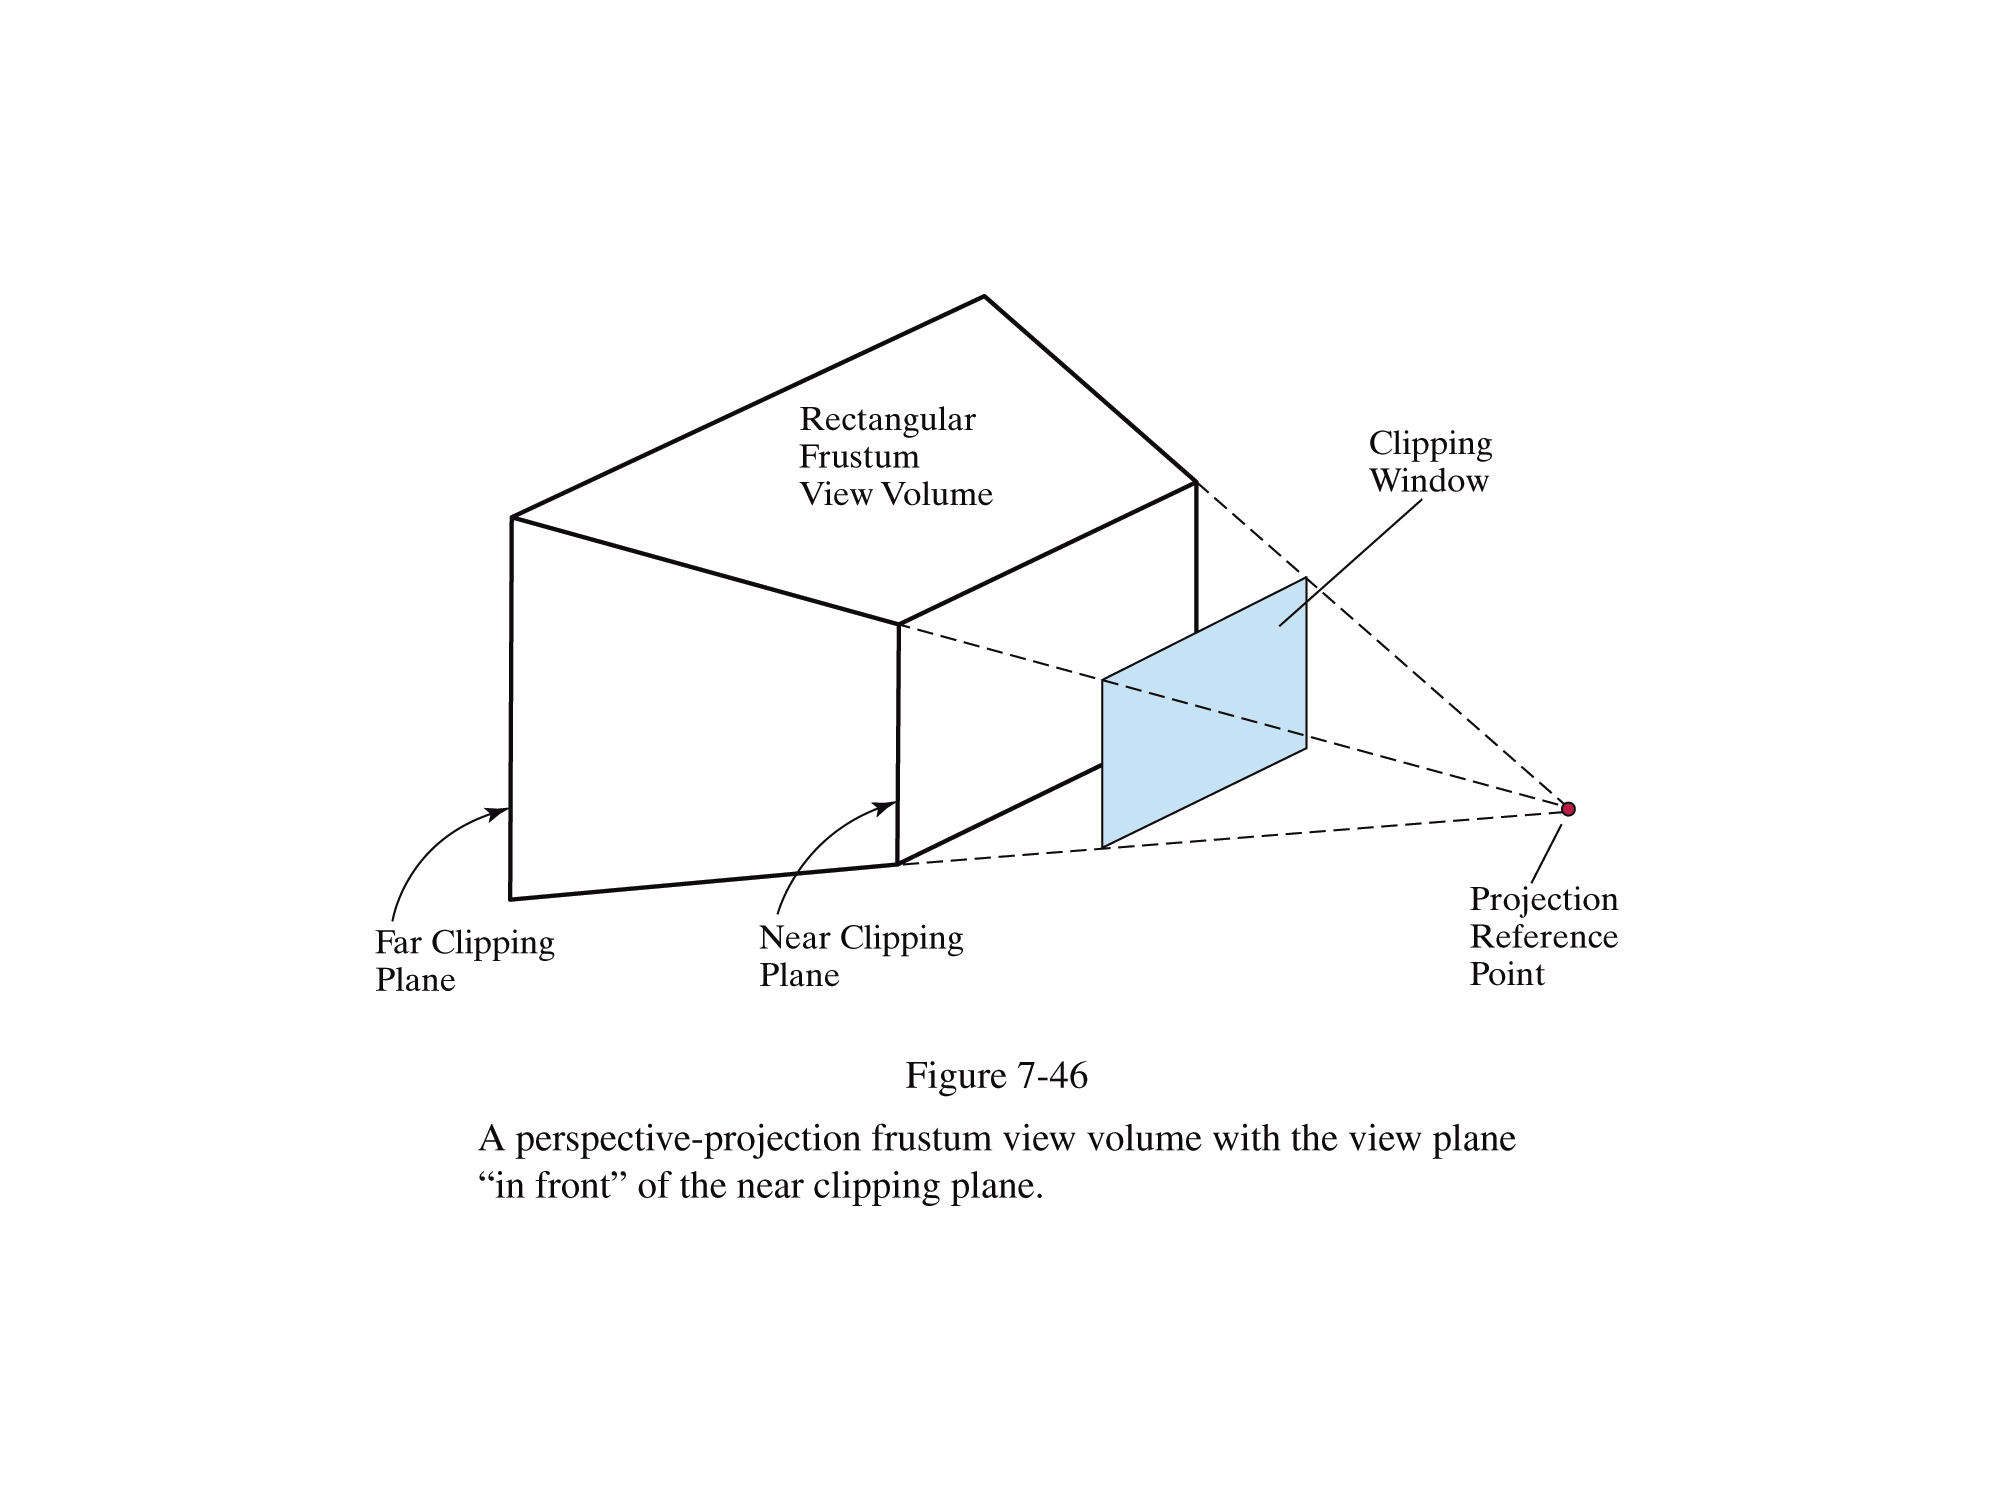 Rectangular
Frustum
View Volume
Clipping
Window
Far Clipping
Plane
Near Clipping
Plane
Projection
Reference
Point
Figure 7-46
A perspective-projection frustum view volume with the view plane
“in front” of the near clipping plane.